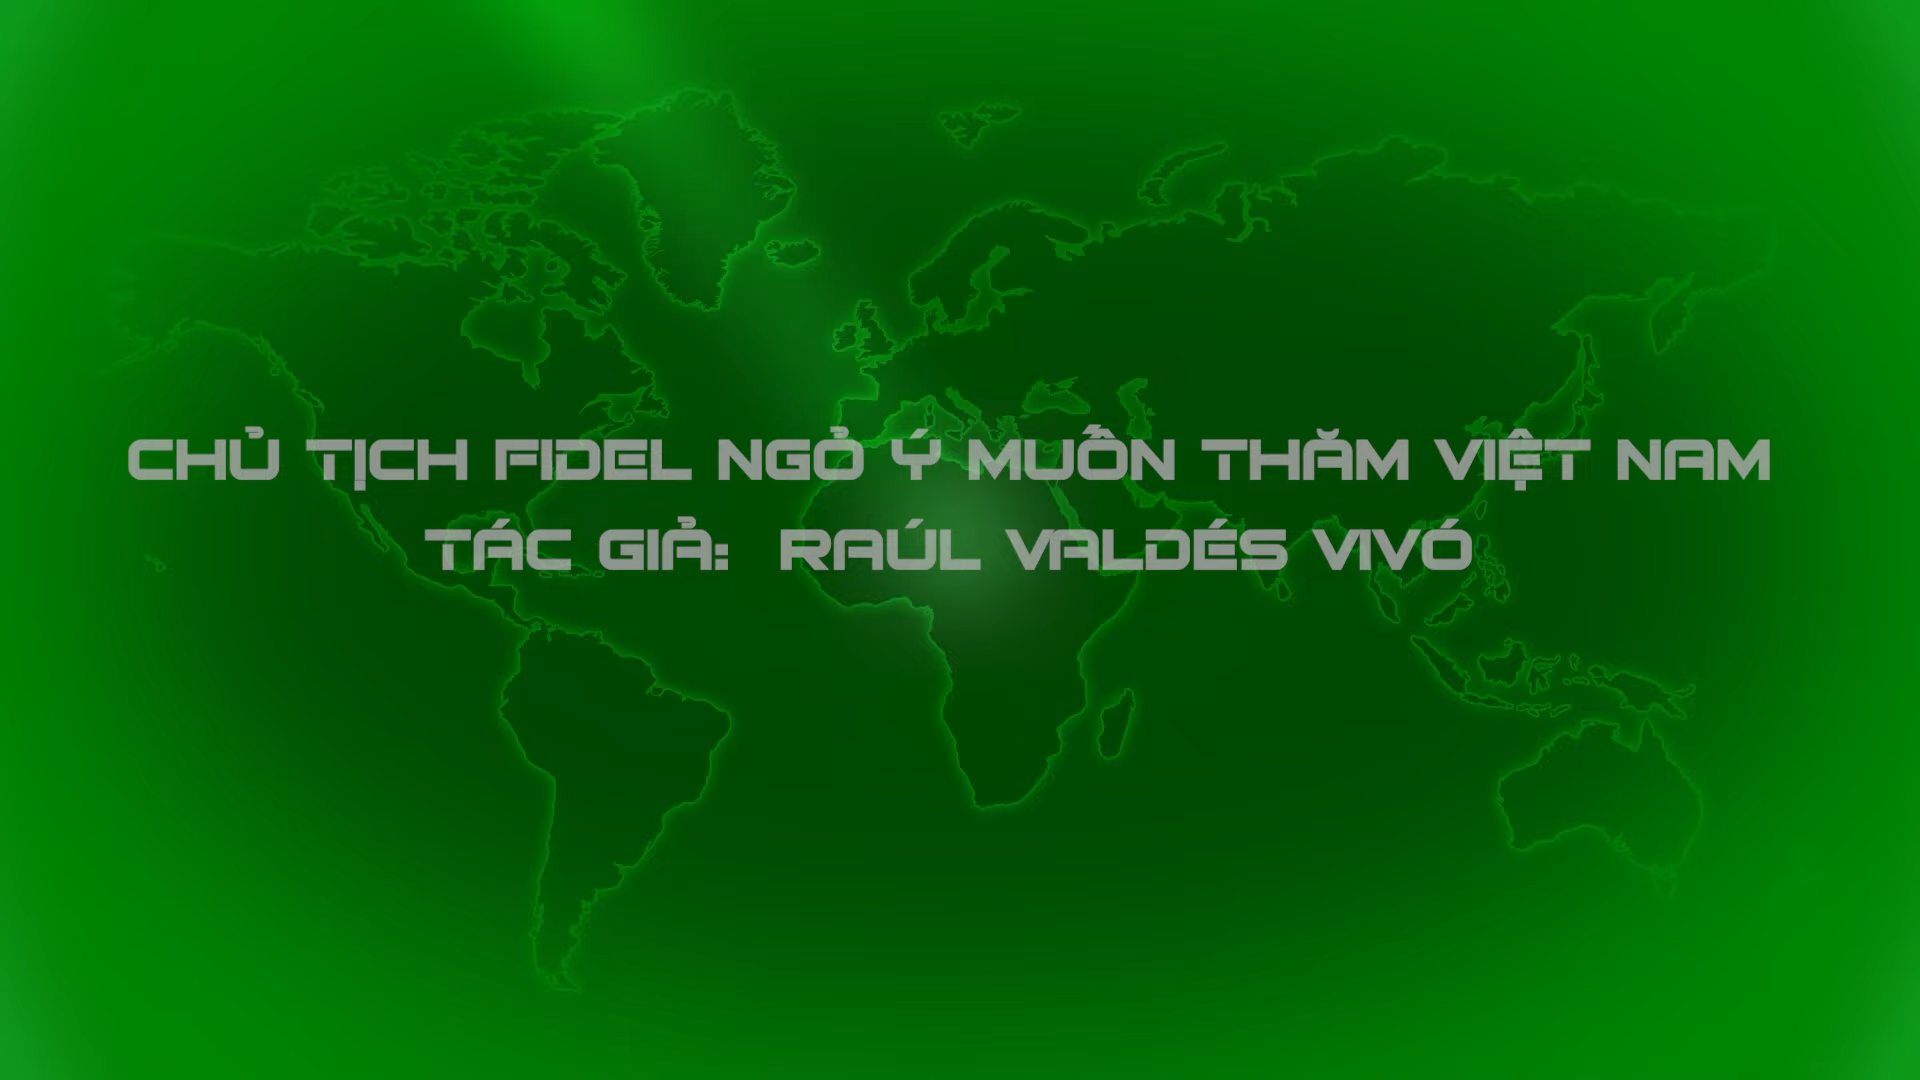 CHỦ TỊCH FIDEL NGỎ Ý MUỐN THĂM VIỆT NAM
TÁC GIẢ: RAÚL VALDÉS VIVÓ